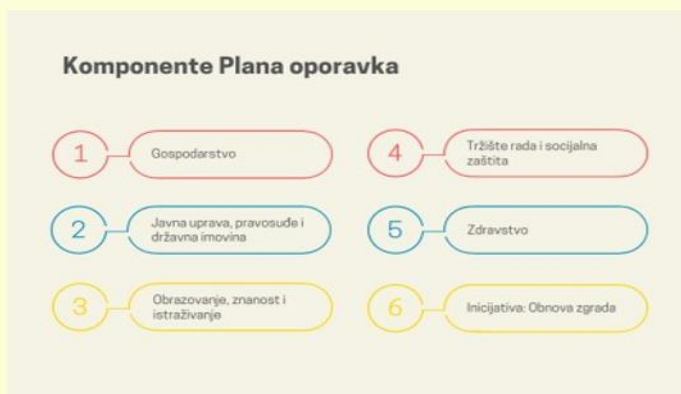 Komponente Plana oporavka
1
Gospodarstvo
2
Javna uprava, pravosuđe i
državna imovina
3
Obrazovanje, znanost i
istraživanje
4
Tržište rada i socijalna
zaštita
5
Zdravstvo
6
Inicijativa: Obnova zgrada